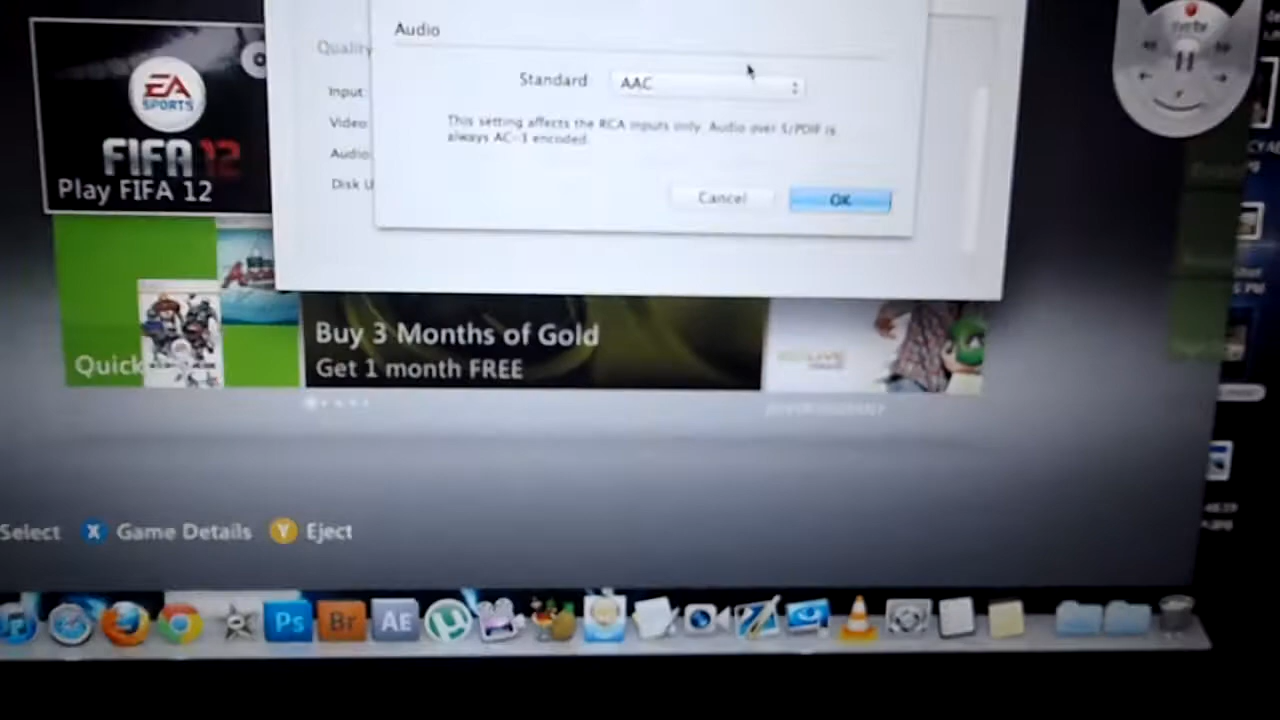 Audio
Quality
Standard AAC
Input
Video
Audio
Disk U
This setting affects the RCA inputs only. Audio over S/PDIF is
always AC-3 encoded.
Cancel OK
EA
SPORTS
FIFA 12
Play FIFA 12
Quick
Buy 3 Months of Gold
Get 1 month FREE
Select X Game Details Y Eject
Ps Br AE